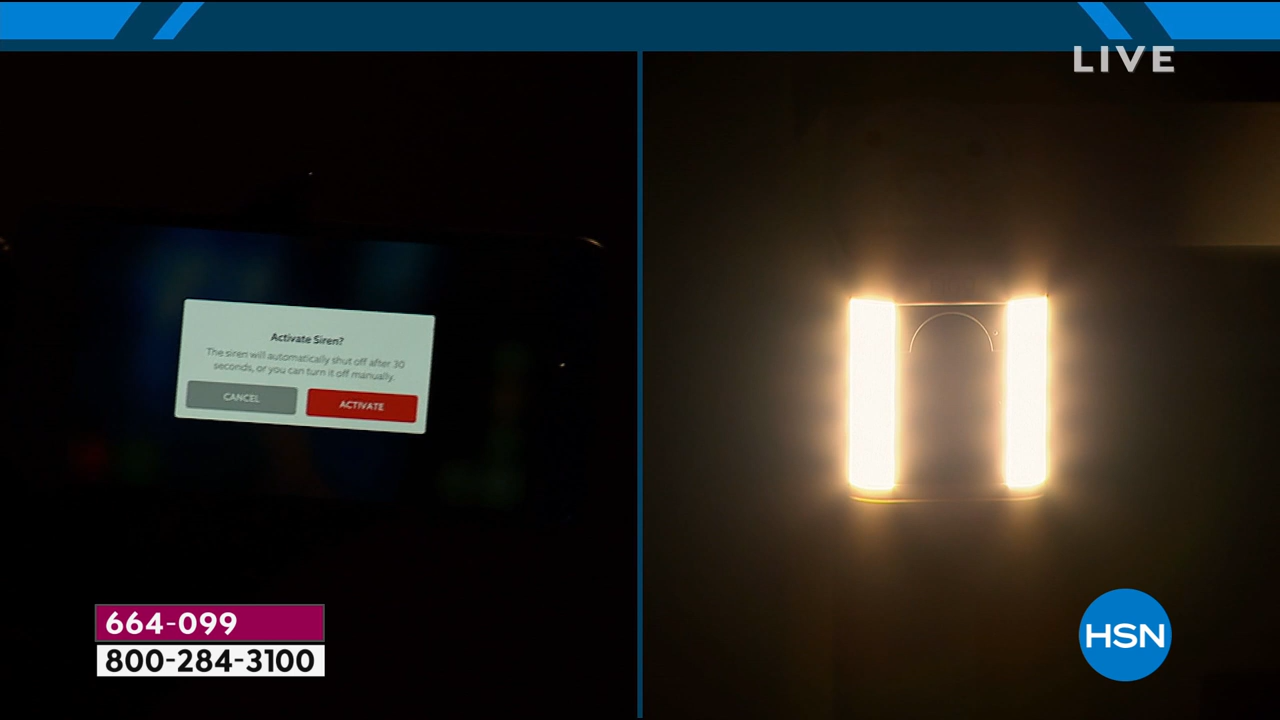 LIVE
Activate Siren?
The siren will automatically shut off after 30
seconds, or you can turn it off manually.
CANCEL
ACTIVATE
664-099
800-284-3100
HSN